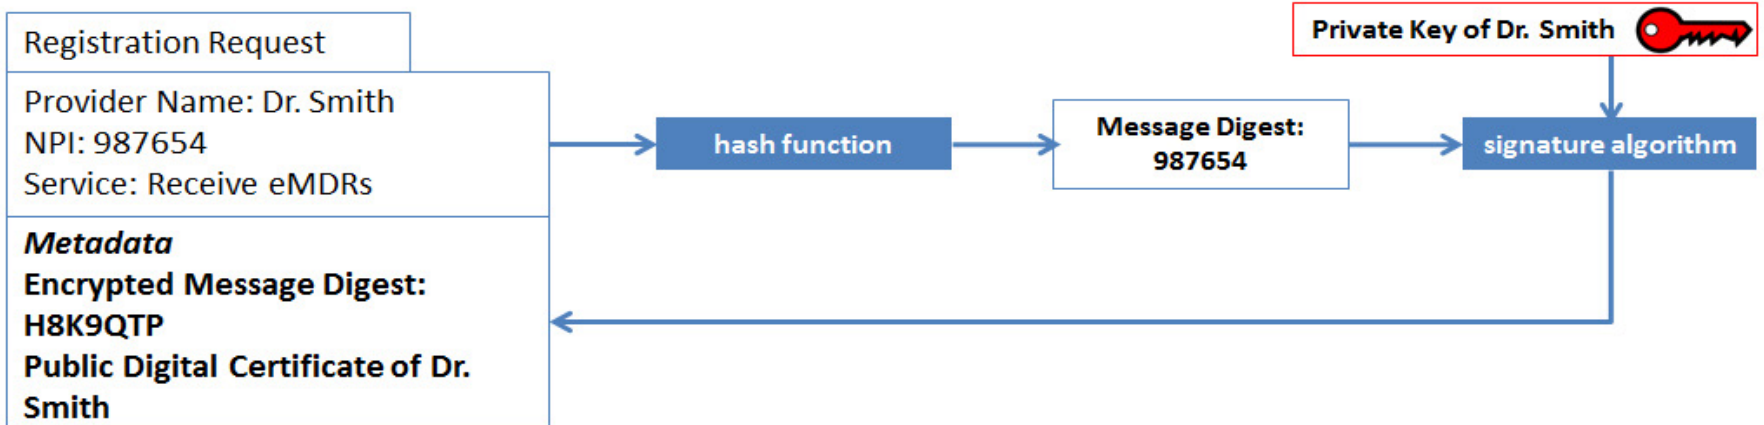 Registration Request
Provider Name: Dr. Smith
NPI: 987654
Service: Receive eMDRs
Metadata
Encrypted Message Digest:
H8K9QTP
Public Digital Certificate of Dr.
Smith
hash function
Message Digest:
987654
Private Key of Dr. Smith
signature algorithm